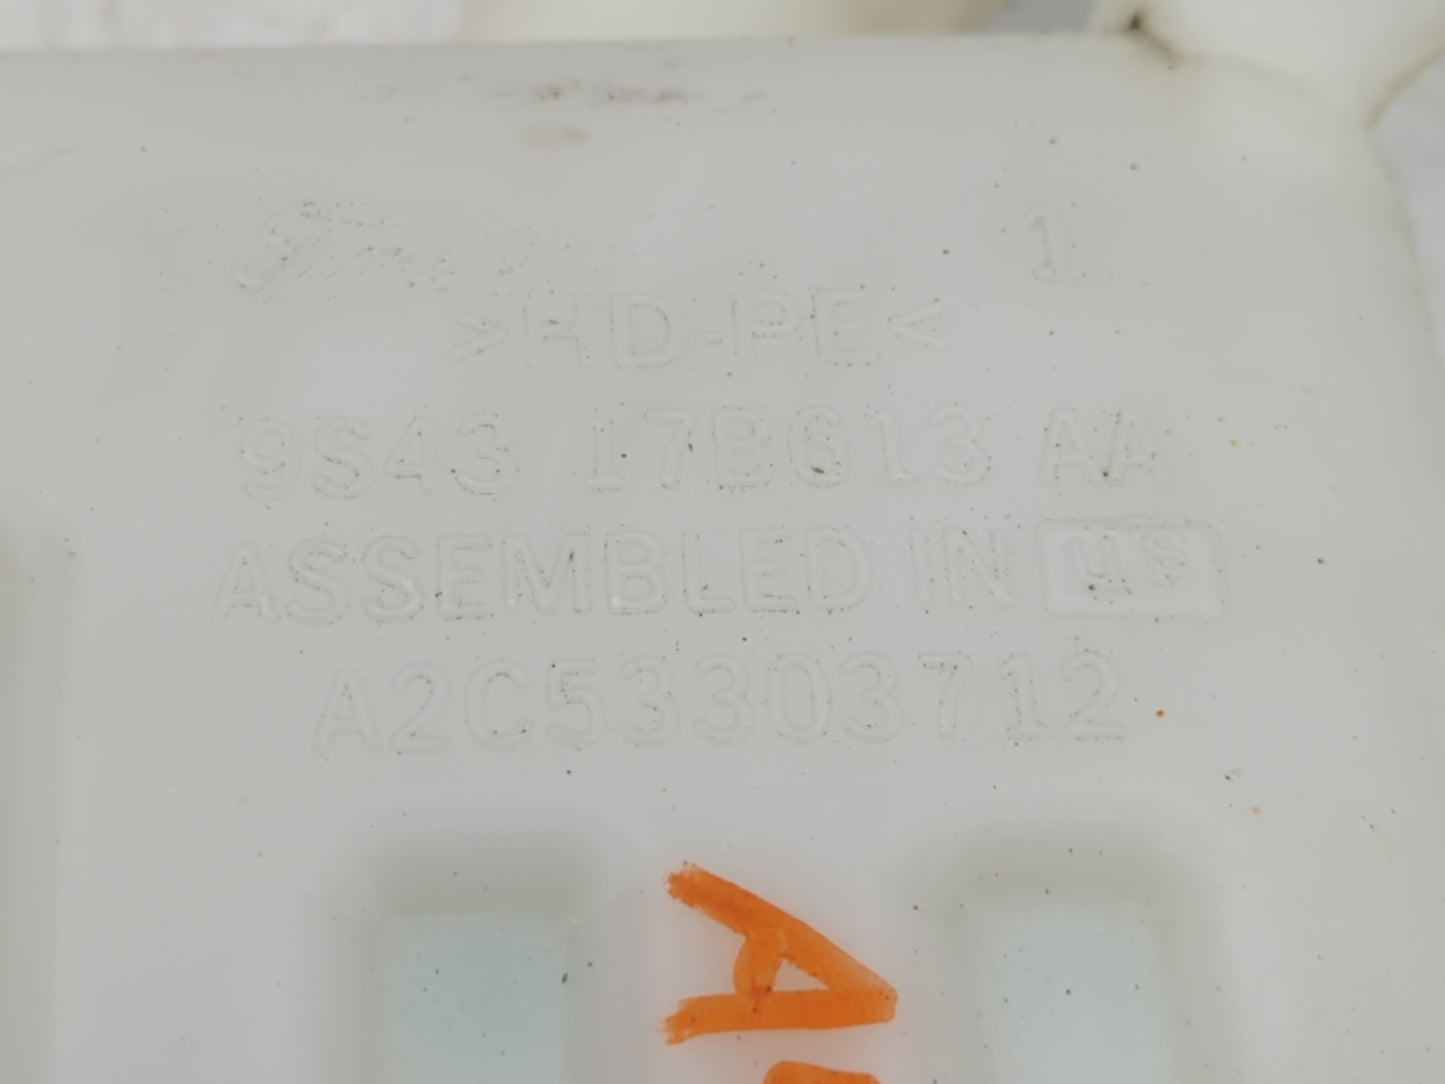 Ford 1
>HD-PE<
9S43 17B613 AA
ASSEMBLED IN US
A2C53303712
A